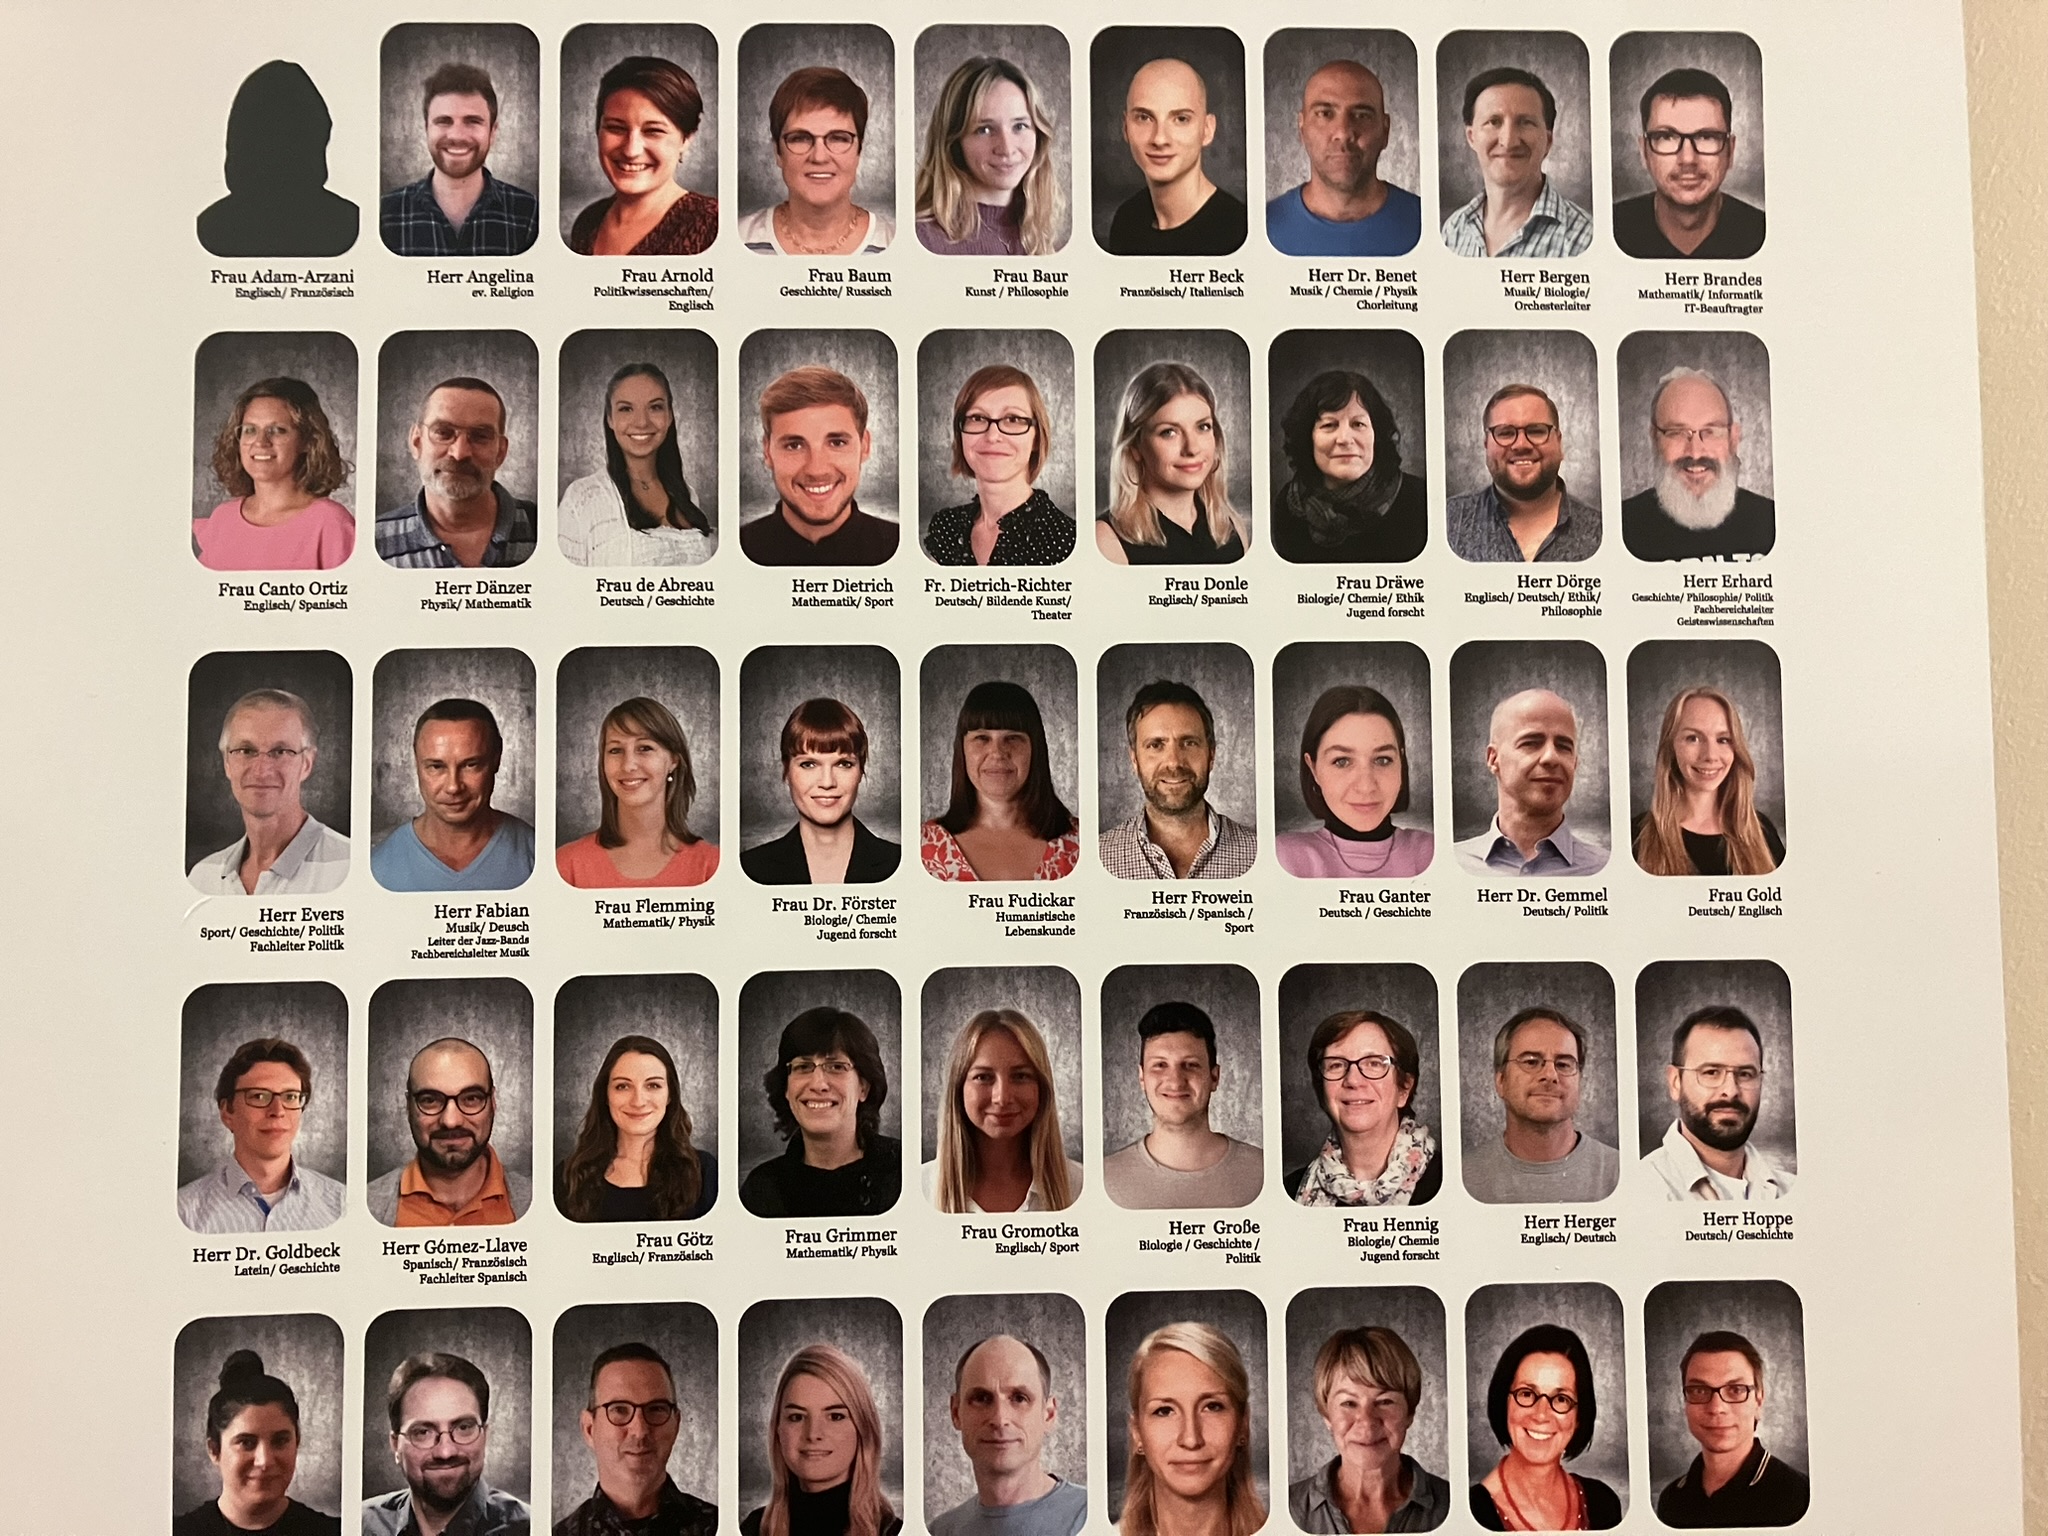 Frau Adam-Arzani
Englisch/ Französisch
Herr Angelina
ev. Religion
Frau Arnold
Politikwissenschaften/
Englisch
Frau Baum
Geschichte/ Russisch
Frau Baur
Kunst / Philosophie
Herr Beck
Französisch/ Italienisch
Herr Dr. Benet
Musik / Chemie / Physik
Chorleitung
Herr Bergen
Musik/ Biologie/
Orchesterleiter
Herr Brandes
Mathematik/ Informatik
IT-Beauftragter
Frau Canto Ortiz
Englisch/ Spanisch
Herr Dänzer
Physik/ Mathematik
Frau de Abreau
Deutsch / Geschichte
Herr Dietrich
Mathematik/ Sport
Fr. Dietrich-Richter
Deutsch/ Bildende Kunst/
Theater
Frau Donle
Englisch/ Spanisch
Frau Dräwe
Biologie/ Chemie/ Ethik
Jugend forscht
Herr Dörge
Englisch/ Deutsch/ Ethik/
Philosophie
Herr Erhard
Geschichte/ Philosophie/ Politik
Fachbereichsleiter
Geisteswissenschaften
Herr Evers
Sport/ Geschichte/ Politik
Fachleiter Politik
Herr Fabian
Musik/ Deusch
Leiter der Jazz-Bands
Fachbereichsleiter Musik
Frau Flemming
Mathematik/ Physik
Frau Dr. Förster
Biologie/ Chemie
Jugend forscht
Frau Fudickar
Humanistische
Lebenskunde
Herr Frowein
Französisch / Spanisch /
Sport
Frau Ganter
Deutsch / Geschichte
Herr Dr. Gemmel
Deutsch/ Politik
Frau Gold
Deutsch/ Englisch
Herr Dr. Goldbeck
Latein/ Geschichte
Herr Gómez-Llave
Spanisch/ Französisch
Fachleiter Spanisch
Frau Götz
Englisch/ Französisch
Frau Grimmer
Mathematik/ Physik
Frau Gromotka
Englisch/ Sport
Herr Große
Biologie / Geschichte /
Politik
Frau Hennig
Biologie/ Chemie
Jugend forscht
Herr Herger
Englisch/ Deutsch
Herr Hoppe
Deutsch/ Geschichte